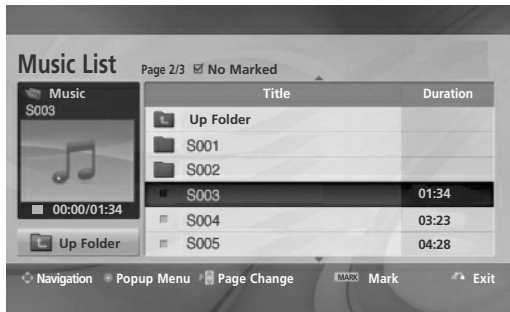 Music List Page 2/3 No Marked
Music
S003
00:00/01:34
Up Folder
Title Duration
Up Folder
S001
S002
S003 01:34
S004 03:23
S005 04:28
Navigation Popup Menu P Page Change MARK Mark Exit